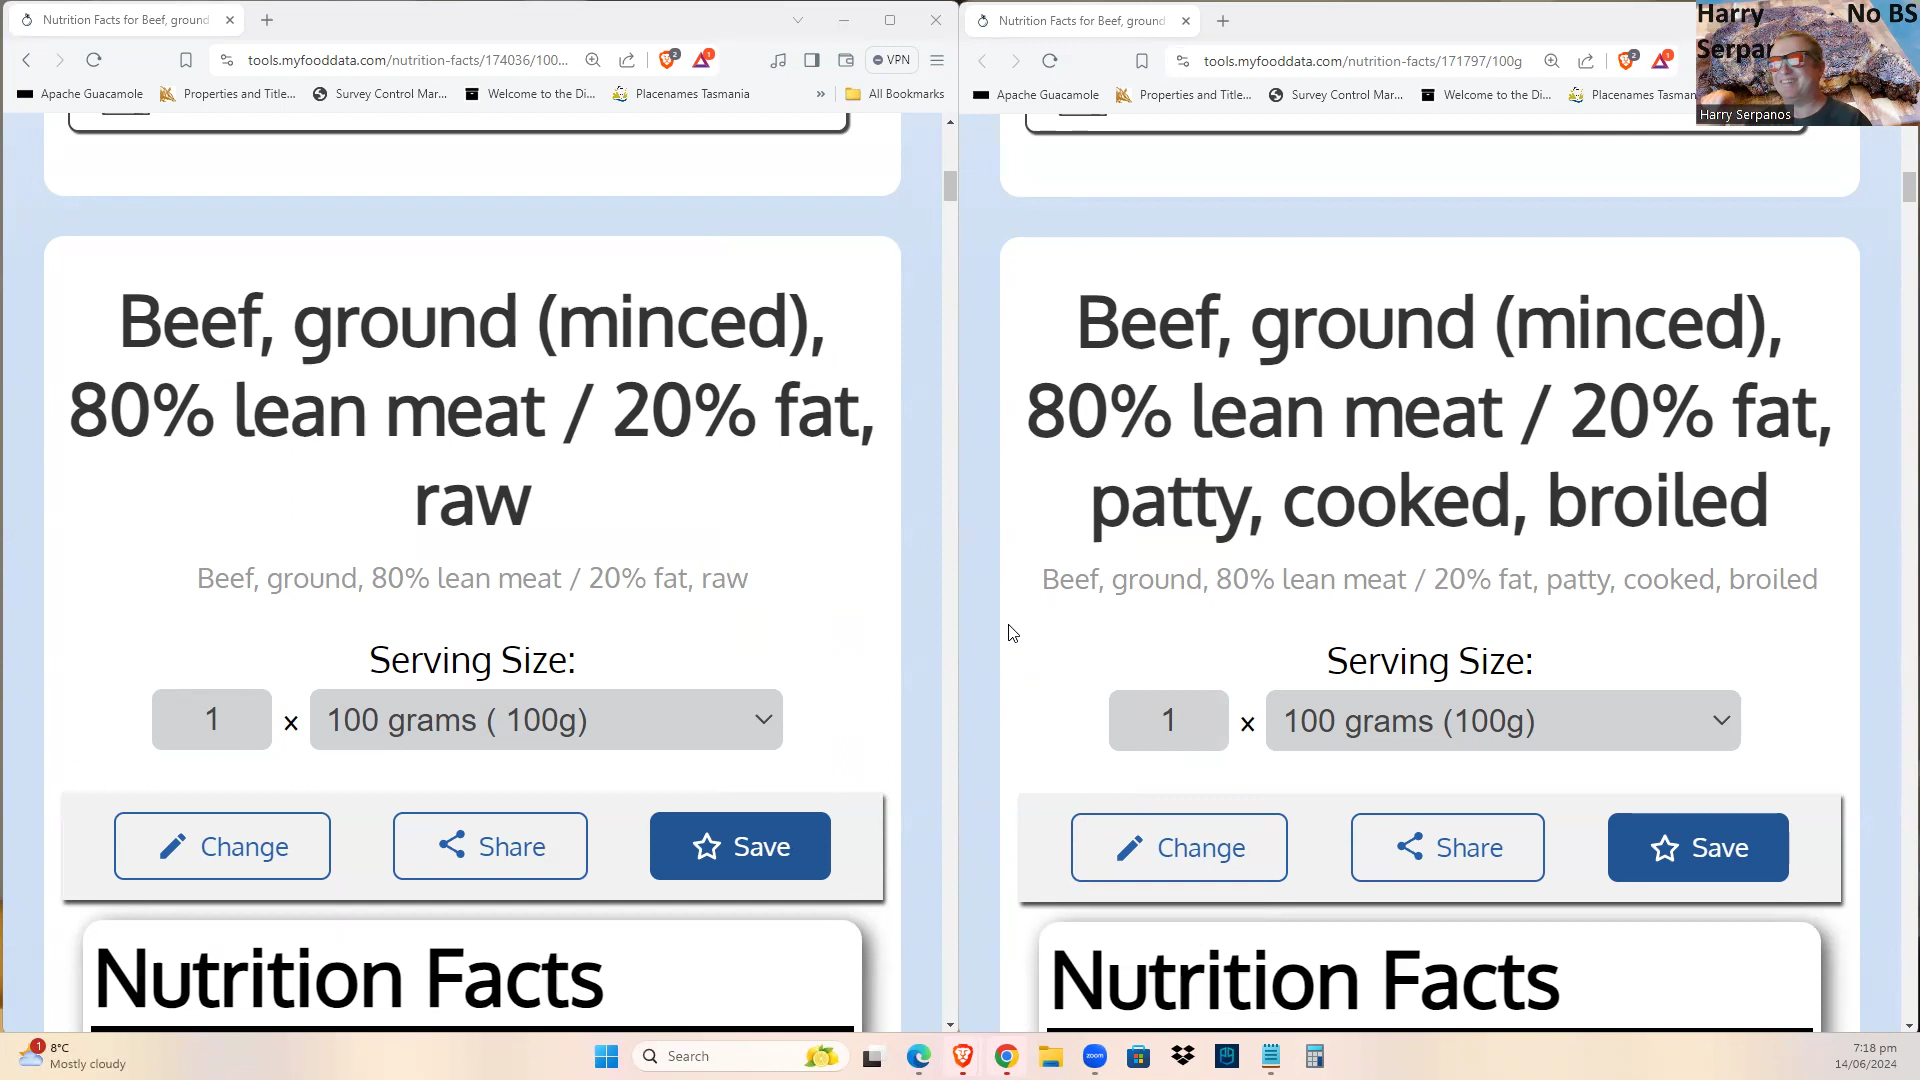 Nutrition Facts for Beef, ground
tools.myfooddata.com/nutrition-facts/174036/100...
2
1
VPN
Apache Guacamole
Properties and Title...
Survey Control Mar...
Welcome to the Di...
Placenames Tasmania
»
All Bookmarks
Beef, ground (minced),
80% lean meat / 20% fat,
raw
Beef, ground, 80% lean meat / 20% fat, raw
Serving Size:
1 x 100 grams ( 100g)
Change
Share
Save
Nutrition Facts
Nutrition Facts for Beef, ground
tools.myfooddata.com/nutrition-facts/171797/100g
2
1
Apache Guacamole
Properties and Title...
Survey Control Mar...
Welcome to the Di...
Placenames Tasman
Harry - No BS
Serpar
Harry Serpanos
Beef, ground (minced),
80% lean meat / 20% fat,
patty, cooked, broiled
Beef, ground, 80% lean meat / 20% fat, patty, cooked, broiled
Serving Size:
1 x 100 grams (100g)
Change
Share
Save
Nutrition Facts
1
8°C
Mostly cloudy
Search
zoom
7:18 pm
14/06/2024